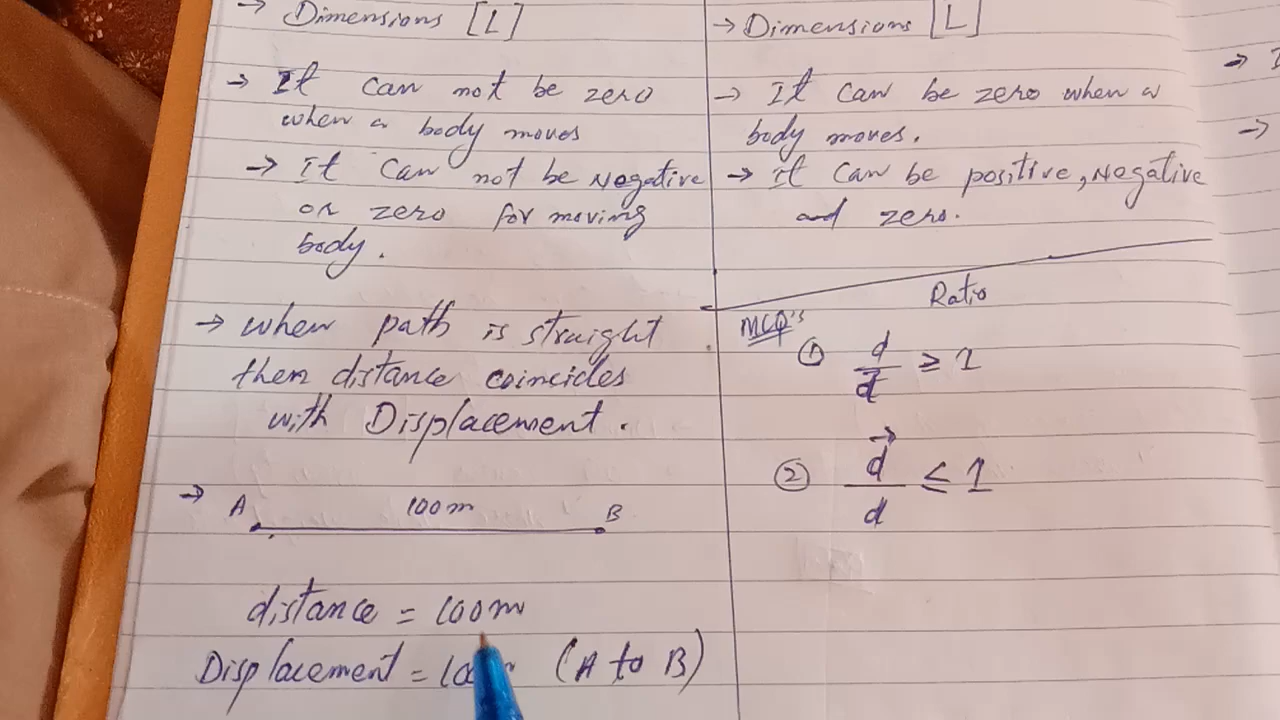 → Dimensions [L]
→ It can not be zero
when a body moves
→ It can not be Negative
or zero for moving
body.
→ when path is straight
then distance coincides
with Displacement.
→ A 100m B
distance = 100m
Displacement = 100m (A to B)
→ Dimensions [L]
→ It can be zero when a
body moves.
→ It can be positive, Negative
and zero.
Ratio
MCQ's
① d/d⃗ ≥ 1
② d⃗/d ≤ 1